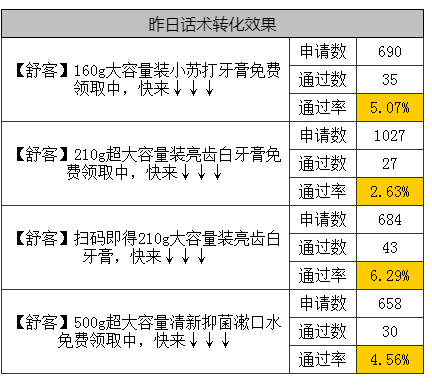 昨日话术转化效果
【舒客】160g大容量装小苏打牙膏免费
领取中，快来↓↓↓
申请数 690
通过数 35
通过率 5.07%
【舒客】210g超大容量装亮齿白牙膏免
费领取中，快来↓↓↓
申请数 1027
通过数 27
通过率 2.63%
【舒客】扫码即得210g大容量装亮齿白
牙膏，快来↓↓↓
申请数 684
通过数 43
通过率 6.29%
【舒客】500g超大容量清新抑菌漱口水
免费领取中，快来↓↓↓
申请数 658
通过数 30
通过率 4.56%